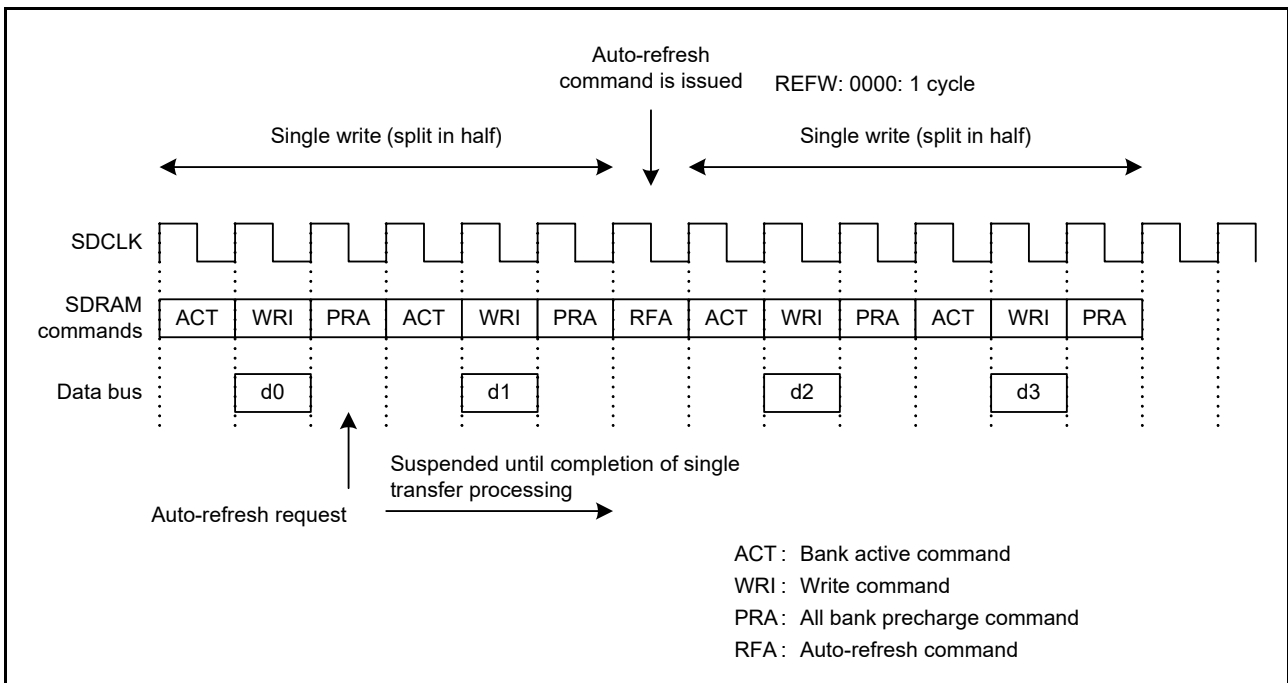 Auto-refresh
command is issued
REFW: 0000: 1 cycle
Single write (split in half)
Single write (split in half)
SDCLK
SDRAM
commands
ACT WRI PRA ACT WRI PRA RFA ACT WRI PRA ACT WRI PRA
Data bus
d0 d1 d2 d3
Suspended until completion of single
transfer processing
Auto-refresh request
ACT : Bank active command
WRI : Write command
PRA : All bank precharge command
RFA : Auto-refresh command